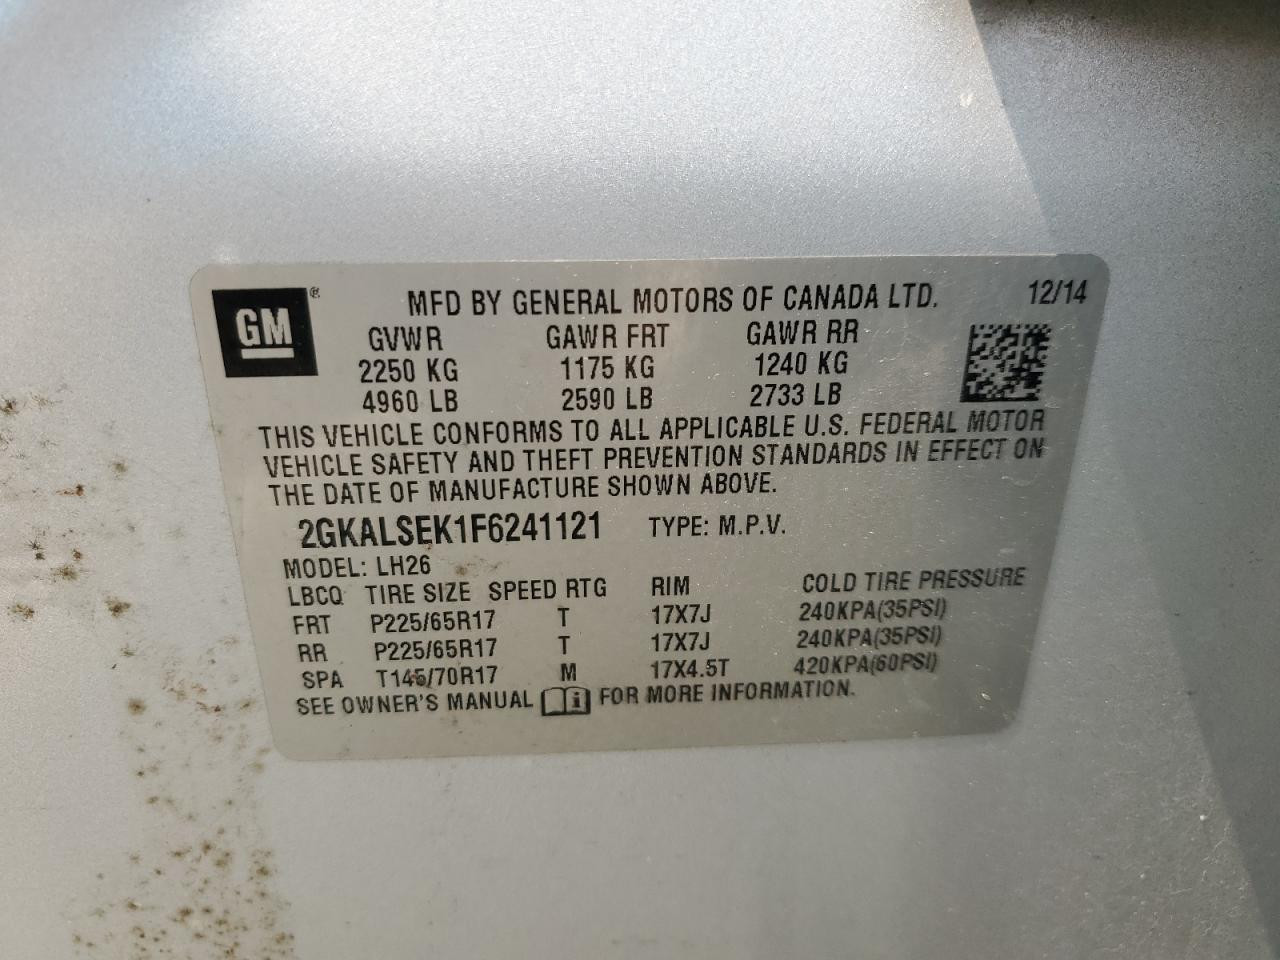 GM ® MFD BY GENERAL MOTORS OF CANADA LTD. 12/14
GVWR GAWR FRT GAWR RR
2250 KG 1175 KG 1240 KG
4960 LB 2590 LB 2733 LB
THIS VEHICLE CONFORMS TO ALL APPLICABLE U.S. FEDERAL MOTOR
VEHICLE SAFETY AND THEFT PREVENTION STANDARDS IN EFFECT ON
THE DATE OF MANUFACTURE SHOWN ABOVE.
2GKALSEK1F6241121 TYPE: M.P.V.
MODEL: LH26
LBCQ TIRE SIZE SPEED RTG RIM COLD TIRE PRESSURE
FRT P225/65R17 T 17X7J 240KPA(35PSI)
RR P225/65R17 T 17X7J 240KPA(35PSI)
SPA T145/70R17 M 17X4.5T 420KPA(60PSI)
SEE OWNER'S MANUAL i FOR MORE INFORMATION.